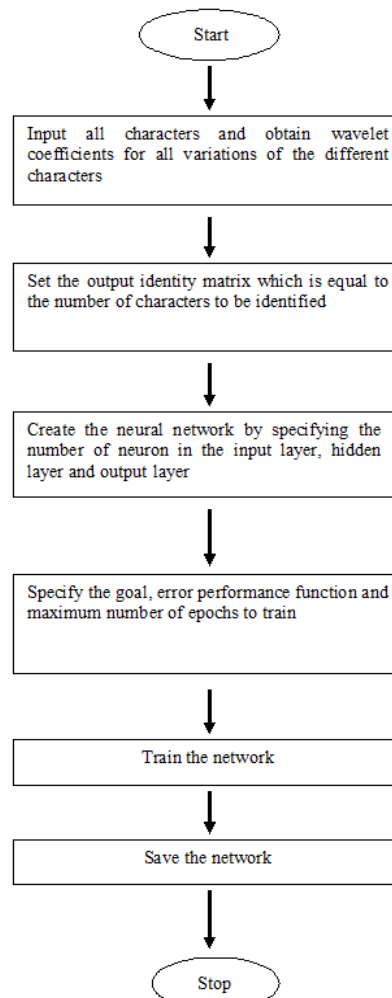 Start
Input all characters and obtain wavelet
coefficients for all variations of the different
characters
Set the output identity matrix which is equal to
the number of characters to be identified
Create the neural network by specifying the
number of neuron in the input layer, hidden
layer and output layer
Specify the goal, error performance function and
maximum number of epochs to train
Train the network
Save the network
Stop